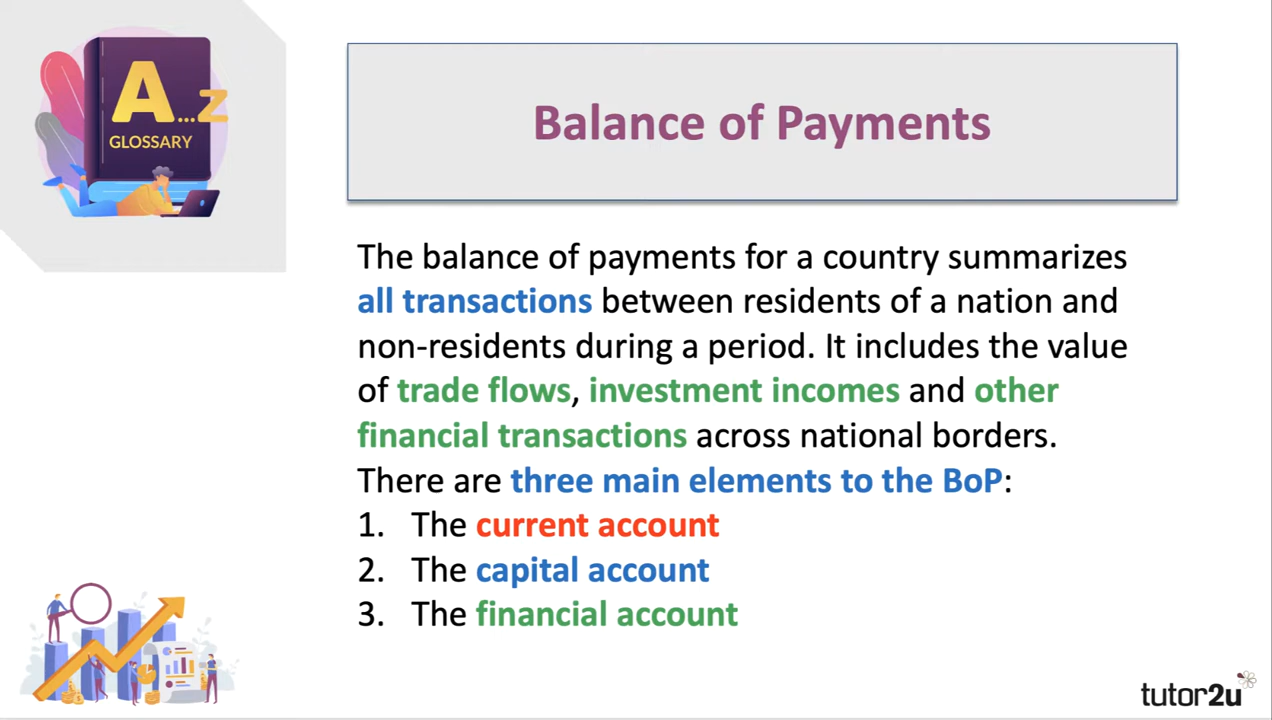 A...Z
GLOSSARY
Balance of Payments
The balance of payments for a country summarizes
all transactions between residents of a nation and
non-residents during a period. It includes the value
of trade flows, investment incomes and other
financial transactions across national borders.
There are three main elements to the BoP:
1. The current account
2. The capital account
3. The financial account
tutor2u